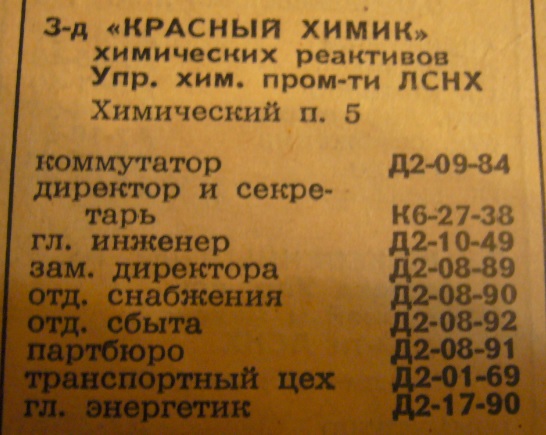 З-д «КРАСНЫЙ ХИМИК»
химических реактивов
Упр. хим. пром-ти ЛСНХ
Химический п. 5
коммутатор Д2-09-84
директор и секре-
тарь К6-27-38
гл. инженер Д2-10-49
зам. директора Д2-08-89
отд. снабжения Д2-08-90
отд. сбыта Д2-08-92
партбюро Д2-08-91
транспортный цех Д2-01-69
гл. энергетик Д2-17-90